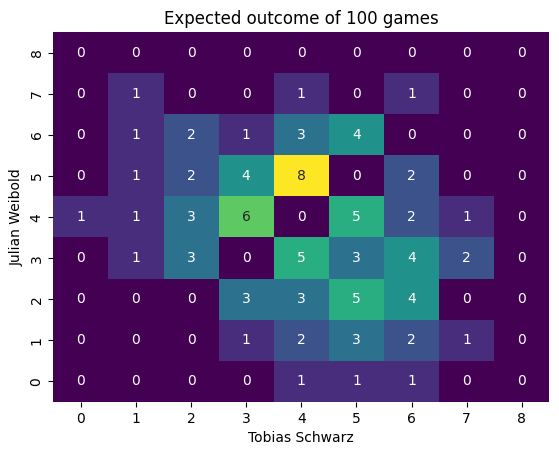 Expected outcome of 100 games
Julian Weibold
8 0 0 0 0 0 0 0 0 0
7 0 1 0 0 1 0 1 0 0
6 0 1 2 1 3 4 0 0 0
5 0 1 2 4 8 0 2 0 0
4 1 1 3 6 0 5 2 1 0
3 0 1 3 0 5 3 4 2 0
2 0 0 0 3 3 5 4 0 0
1 0 0 0 1 2 3 2 1 0
0 0 0 0 0 1 1 1 0 0
0 1 2 3 4 5 6 7 8
Tobias Schwarz